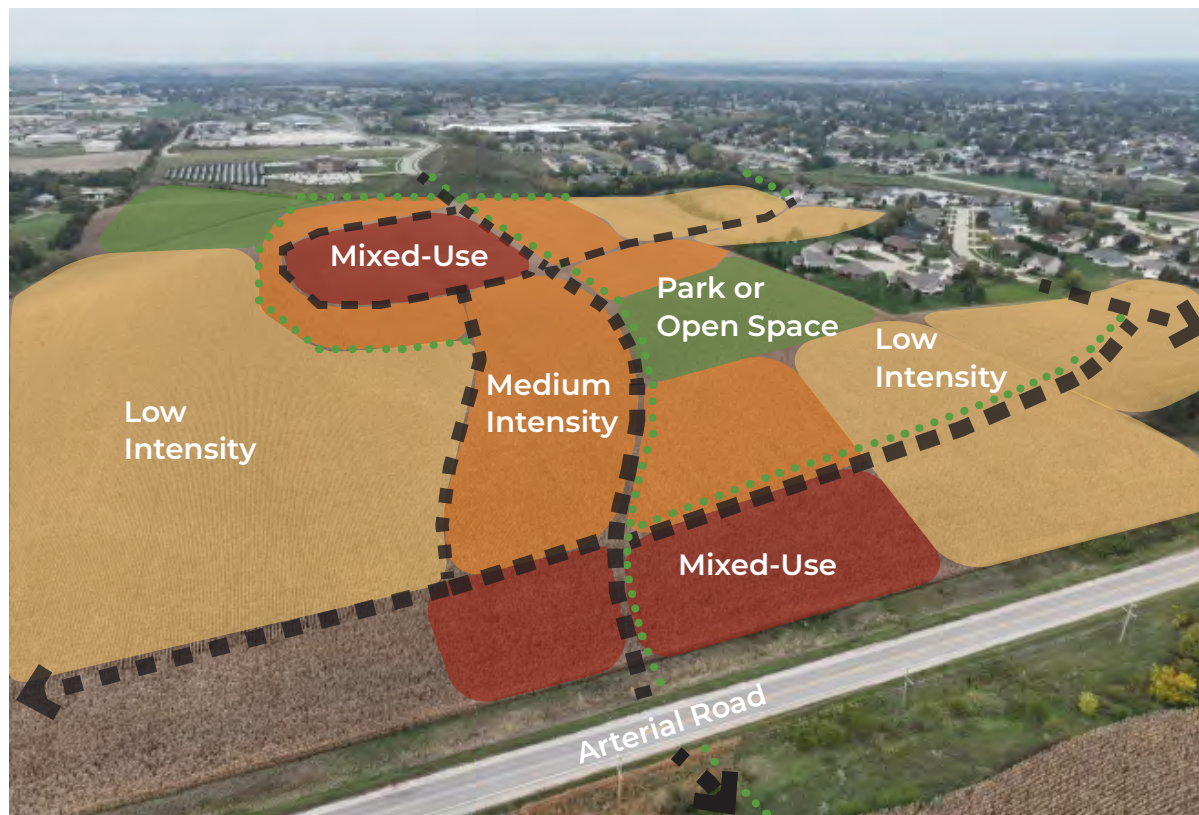 Mixed-Use
Park or
Open Space
Low
Intensity
Medium
Intensity
Low
Intensity
Mixed-Use
Arterial Road